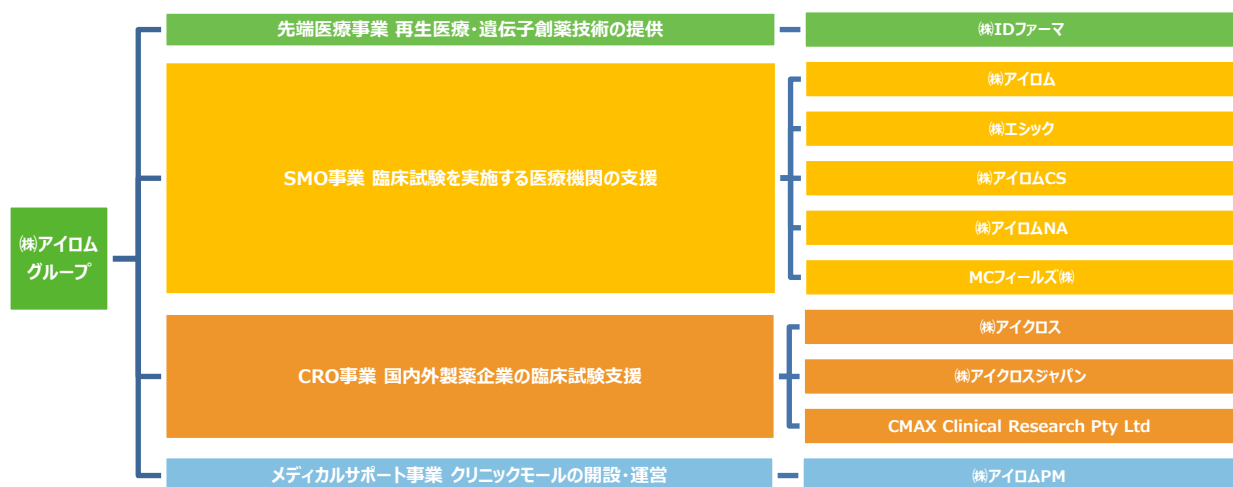 ㈱アイロム
グループ
先端医療事業 再生医療・遺伝子創薬技術の提供
㈱IDファーマ
SMO事業 臨床試験を実施する医療機関の支援
㈱アイロム
㈱エシック
㈱アイロムCS
㈱アイロムNA
MCフィールズ㈱
CRO事業 国内外製薬企業の臨床試験支援
㈱アイクロス
㈱アイクロスジャパン
CMAX Clinical Research Pty Ltd
メディカルサポート事業 クリニックモールの開設・運営
㈱アイロムPM